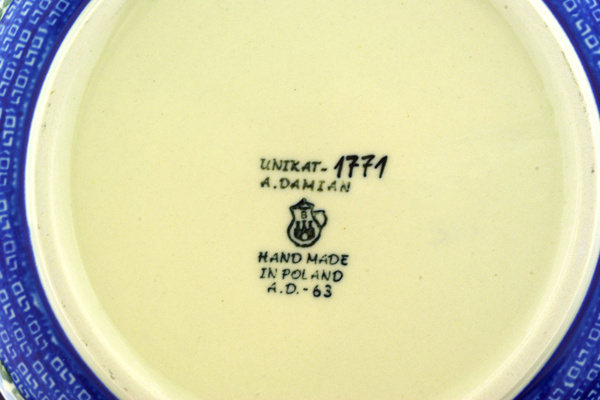 UNIKAT- 1771
A.DAMIAN
B
HAND MADE
IN POLAND
A.D.-63